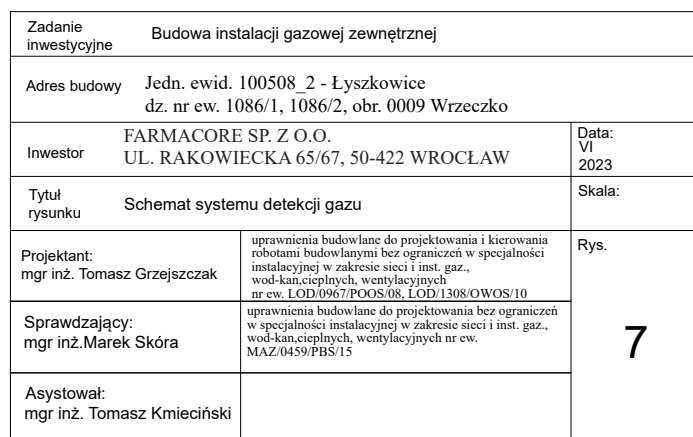 Zadanie
inwestycyjne
Budowa instalacji gazowej zewnętrznej
Adres budowy
Jedn. ewid. 100508_2 - Łyszkowice
dz. nr ew. 1086/1, 1086/2, obr. 0009 Wrzeczko
Inwestor
FARMACORE SP. Z O.O.
UL. RAKOWIECKA 65/67, 50-422 WROCŁAW
Data:
VI
2023
Tytuł
rysunku
Schemat systemu detekcji gazu
Skala:
Projektant:
mgr inż. Tomasz Grzejszczak
uprawnienia budowlane do projektowania i kierowania
robotami budowlanymi bez ograniczeń w specjalności
instalacyjnej w zakresie sieci i inst. gaz.,
wod-kan,cieplnych, wentylacyjnych
nr ew. LOD/0967/POOS/08, LOD/1308/OWOS/10
Rys.
Sprawdzający:
mgr inż.Marek Skóra
uprawnienia budowlane do projektowania bez ograniczeń
w specjalności instalacyjnej w zakresie sieci i inst. gaz.,
wod-kan,cieplnych, wentylacyjnych nr ew.
MAZ/0459/PBS/15
7
Asystował:
mgr inż. Tomasz Kmieciński